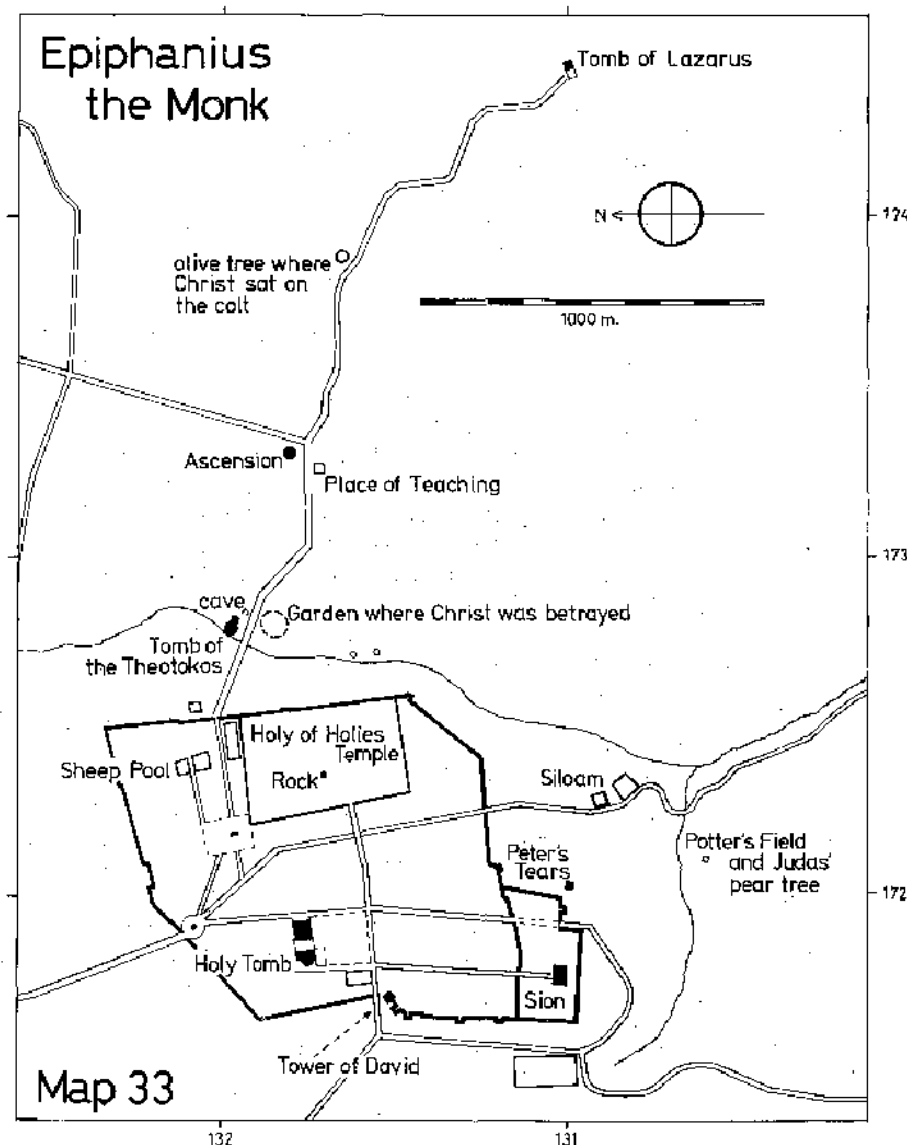 Epiphanius
the Monk
132
131
Tomb of Lazarus
N
174
olive tree where
Christ sat on
the colt
1000 m.
Ascension
Place of Teaching
173
cave
Garden where Christ was betrayed
Tomb of
the Theotokos
Holy of Holies
Temple
Sheep Pool
Rock
Siloam
Peter's
Tears
Potter's Field
and Judas'
pear tree
172
Holy Tomb
Sion
Tower of David
Map 33
132
131